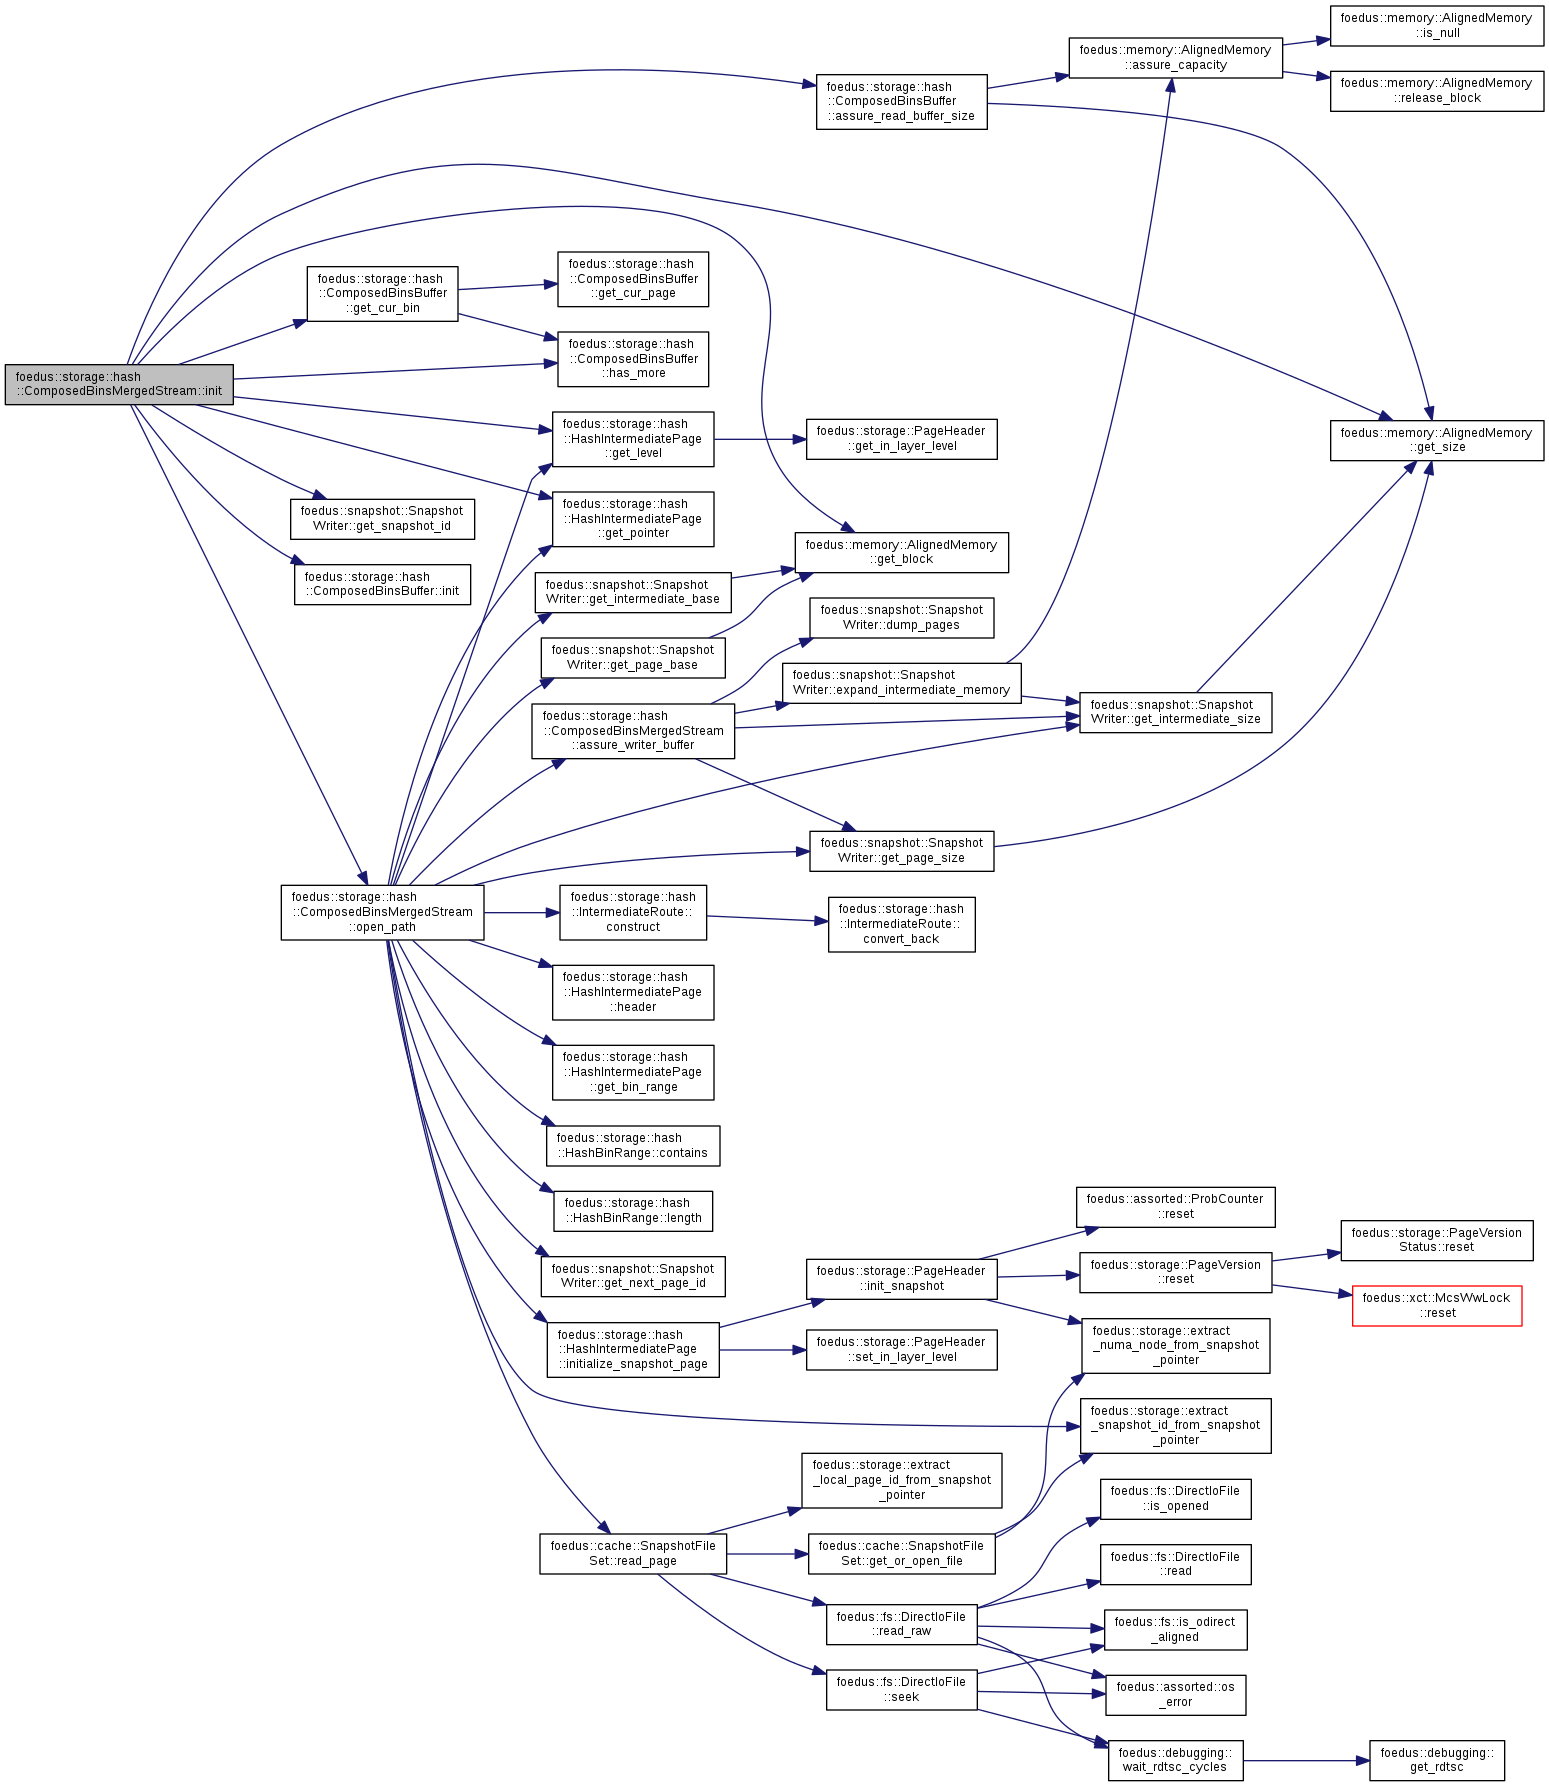 foedus::memory::AlignedMemory
::is_null
foedus::memory::AlignedMemory
::assure_capacity
foedus::memory::AlignedMemory
::release_block
foedus::storage::hash
::ComposedBinsBuffer
::assure_read_buffer_size
foedus::storage::hash
::ComposedBinsBuffer
::get_cur_page
foedus::storage::hash
::ComposedBinsBuffer
::get_cur_bin
foedus::storage::hash
::ComposedBinsBuffer
::has_more
foedus::storage::hash
::ComposedBinsMergedStream::init
foedus::storage::hash
::HashIntermediatePage
::get_level
foedus::storage::PageHeader
::get_in_layer_level
foedus::memory::AlignedMemory
::get_size
foedus::snapshot::Snapshot
Writer::get_snapshot_id
foedus::storage::hash
::HashIntermediatePage
::get_pointer
foedus::memory::AlignedMemory
::get_block
foedus::storage::hash
::ComposedBinsBuffer::init
foedus::snapshot::Snapshot
Writer::get_intermediate_base
foedus::snapshot::Snapshot
Writer::dump_pages
foedus::snapshot::Snapshot
Writer::get_page_base
foedus::snapshot::Snapshot
Writer::expand_intermediate_memory
foedus::snapshot::Snapshot
Writer::get_intermediate_size
foedus::storage::hash
::ComposedBinsMergedStream
::assure_writer_buffer
foedus::snapshot::Snapshot
Writer::get_page_size
foedus::storage::hash
::ComposedBinsMergedStream
::open_path
foedus::storage::hash
::IntermediateRoute::
construct
foedus::storage::hash
::IntermediateRoute::
convert_back
foedus::storage::hash
::HashIntermediatePage
::header
foedus::storage::hash
::HashIntermediatePage
::get_bin_range
foedus::storage::hash
::HashBinRange::contains
foedus::storage::hash
::HashBinRange::length
foedus::assorted::ProbCounter
::reset
foedus::storage::PageVersion
Status::reset
foedus::snapshot::Snapshot
Writer::get_next_page_id
foedus::storage::PageHeader
::init_snapshot
foedus::storage::PageVersion
::reset
foedus::xct::McsWwLock
::reset
foedus::storage::hash
::HashIntermediatePage
::initialize_snapshot_page
foedus::storage::PageHeader
::set_in_layer_level
foedus::storage::extract
_numa_node_from_snapshot
_pointer
foedus::storage::extract
_snapshot_id_from_snapshot
_pointer
foedus::storage::extract
_local_page_id_from_snapshot
_pointer
foedus::fs::DirectIoFile
::is_opened
foedus::cache::SnapshotFile
Set::read_page
foedus::cache::SnapshotFile
Set::get_or_open_file
foedus::fs::DirectIoFile
::read
foedus::fs::DirectIoFile
::read_raw
foedus::fs::is_odirect
_aligned
foedus::fs::DirectIoFile
::seek
foedus::assorted::os
_error
foedus::debugging::
wait_rdtsc_cycles
foedus::debugging::
get_rdtsc